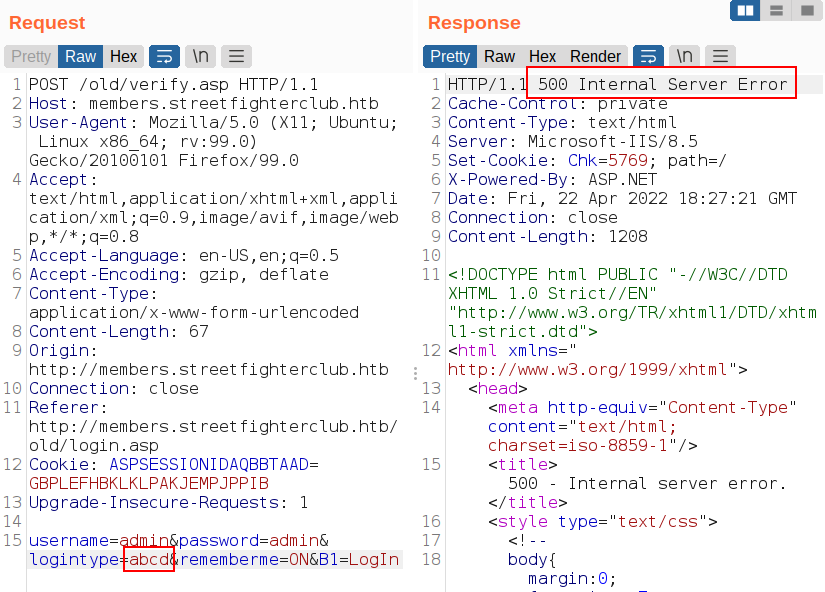 Request
Pretty Raw Hex \n
1 POST /old/verify.asp HTTP/1.1
2 Host: members.streetfighterclub.htb
3 User-Agent: Mozilla/5.0 (X11; Ubuntu;
Linux x86_64; rv:99.0)
Gecko/20100101 Firefox/99.0
4 Accept:
text/html,application/xhtml+xml,appli
cation/xml;q=0.9,image/avif,image/web
p,*/*;q=0.8
5 Accept-Language: en-US,en;q=0.5
6 Accept-Encoding: gzip, deflate
7 Content-Type:
application/x-www-form-urlencoded
8 Content-Length: 67
9 Origin:
http://members.streetfighterclub.htb
10 Connection: close
11 Referer:
http://members.streetfighterclub.htb/
old/login.asp
12 Cookie: ASPSESSIONIDAQBBTAAD=
GBPLEFHBKLKLPAKJEMPJPPIB
13 Upgrade-Insecure-Requests: 1
14
15 username=admin&password=admin&
logintype=abcd&rememberme=ON&B1=LogIn
Response
Pretty Raw Hex Render \n
1 HTTP/1.1 500 Internal Server Error
2 Cache-Control: private
3 Content-Type: text/html
4 Server: Microsoft-IIS/8.5
5 Set-Cookie: Chk=5769; path=/
6 X-Powered-By: ASP.NET
7 Date: Fri, 22 Apr 2022 18:27:21 GMT
8 Connection: close
9 Content-Length: 1208
10
11 <!DOCTYPE html PUBLIC "-//W3C//DTD
XHTML 1.0 Strict//EN"
"http://www.w3.org/TR/xhtml1/DTD/xhtm
l1-strict.dtd">
12 <html xmlns="
http://www.w3.org/1999/xhtml">
13 <head>
14 <meta http-equiv="Content-Type"
content="text/html;
charset=iso-8859-1"/>
15 <title>
500 - Internal server error.
</title>
16 <style type="text/css">
17 <!--
18 body{
margin:0;